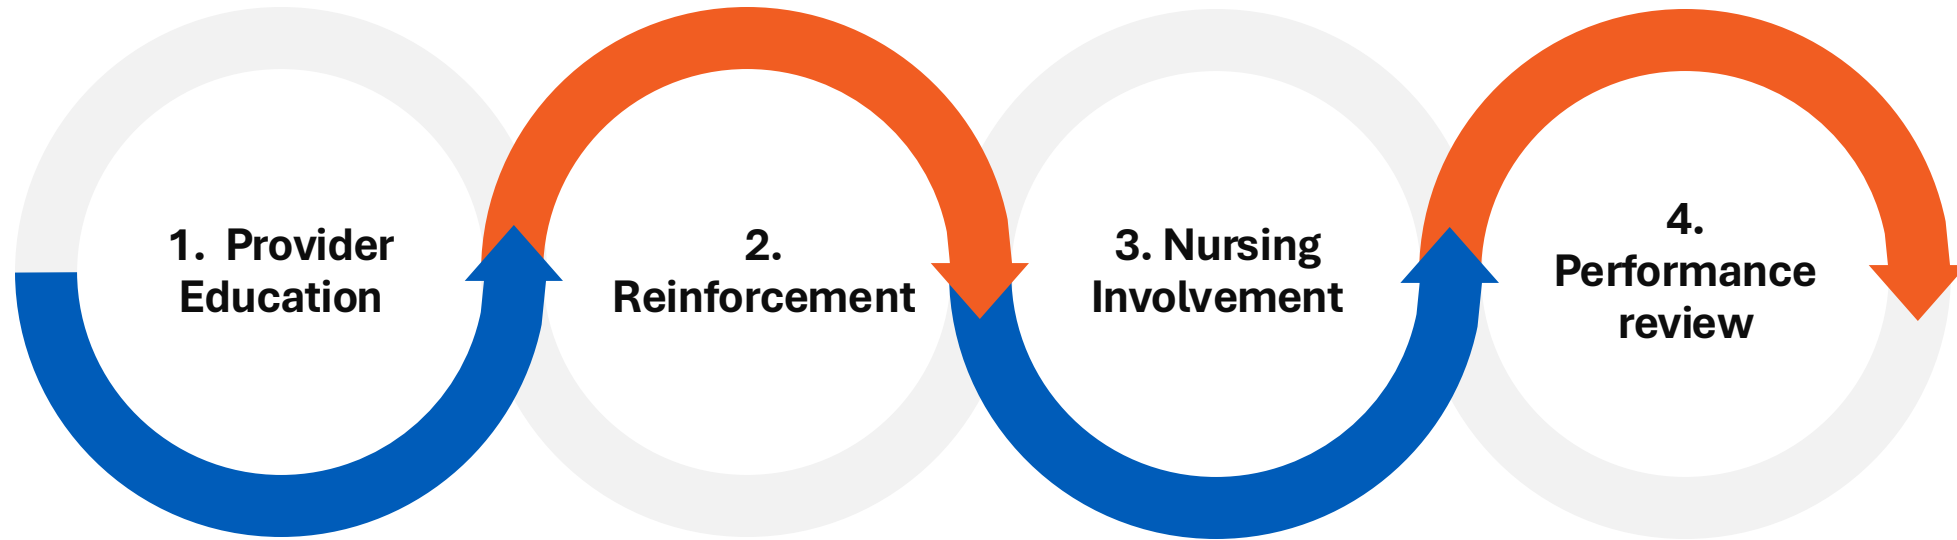 1. Provider
Education
2.
Reinforcement
3. Nursing
Involvement
4.
Performance
review